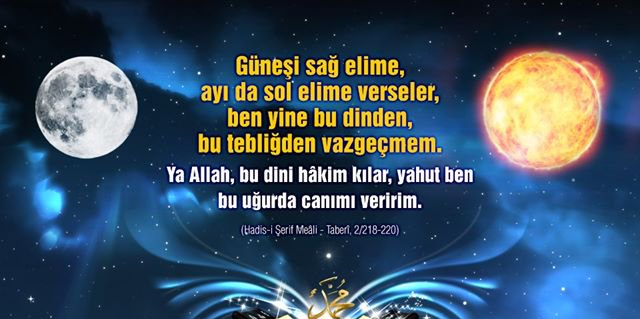 Güneşi sağ elime,
ayı da sol elime verseler,
ben yine bu dinden,
bu tebliğden vazgeçmem.
Ya Allah, bu dini hâkim kılar, yahut ben
bu uğurda canımı veririm.
(Hadis-i Şerif Meâli - Taberî, 2/218-220)
محمد